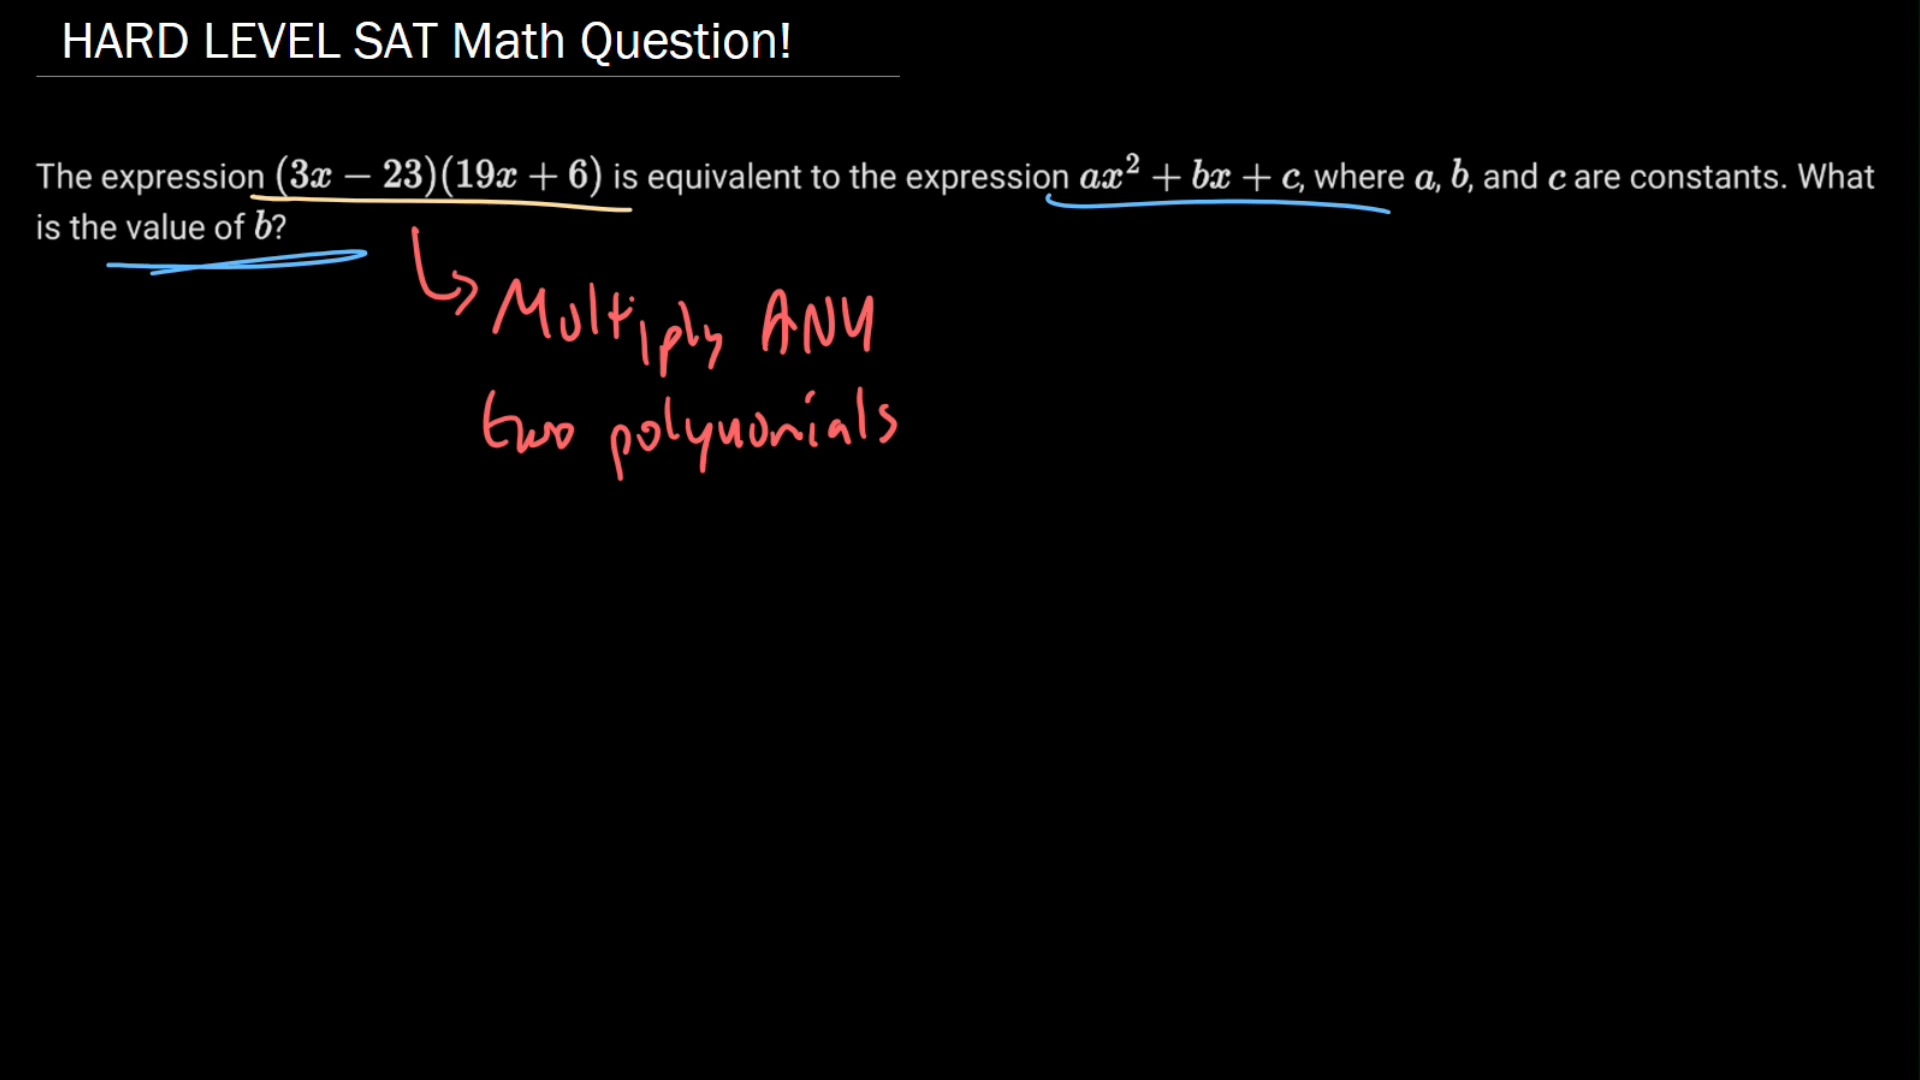 HARD LEVEL SAT Math Question!
The expression (3x − 23)(19x + 6) is equivalent to the expression ax² + bx + c, where a, b, and c are constants. What
is the value of b?
Multiply ANY
two polynomials